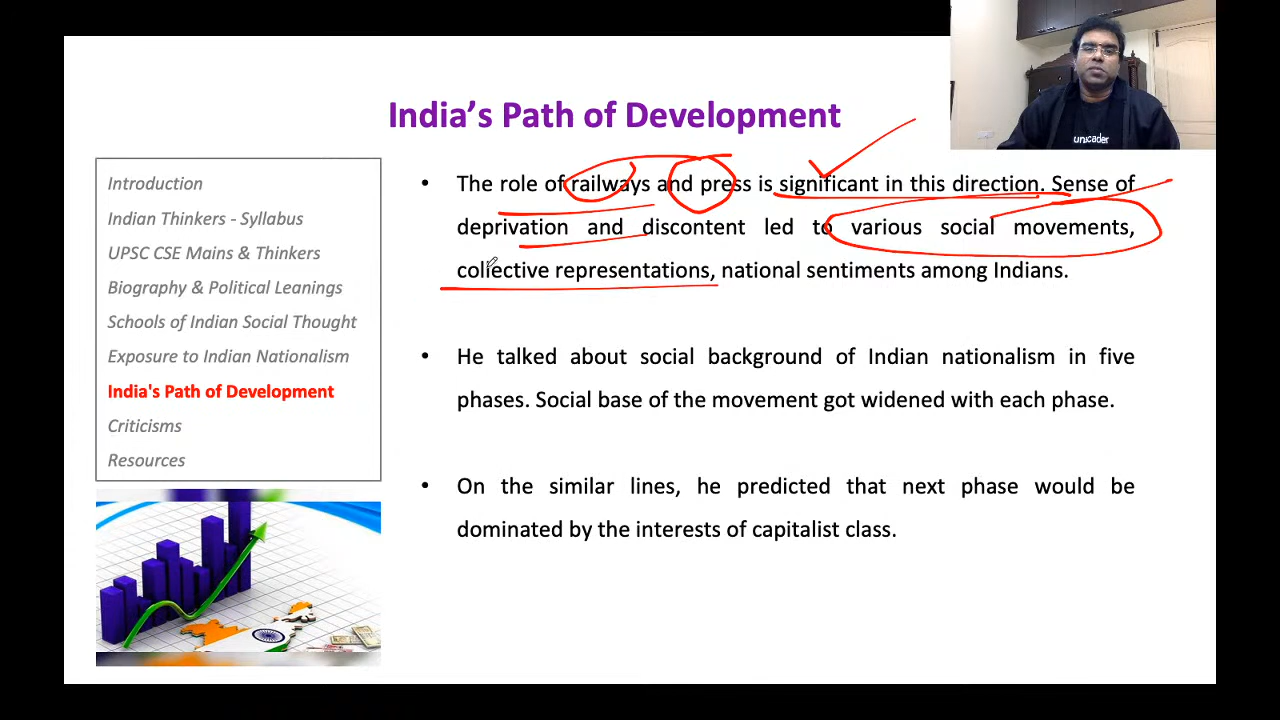 unicader
India's Path of Development
Introduction
Indian Thinkers - Syllabus
UPSC CSE Mains & Thinkers
Biography & Political Leanings
Schools of Indian Social Thought
Exposure to Indian Nationalism
India's Path of Development
Criticisms
Resources
• The role of railways and press is significant in this direction. Sense of
deprivation and discontent led to various social movements,
collective representations, national sentiments among Indians.
• He talked about social background of Indian nationalism in five
phases. Social base of the movement got widened with each phase.
• On the similar lines, he predicted that next phase would be
dominated by the interests of capitalist class.